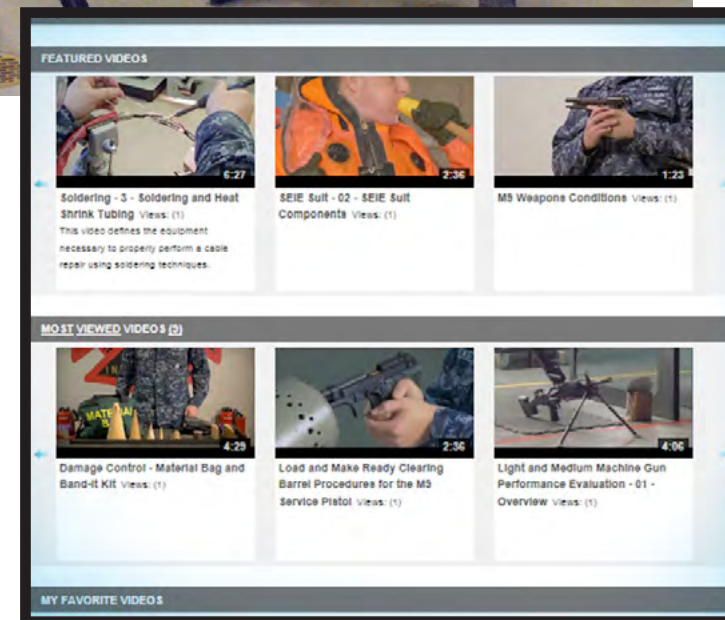 FEATURED VIDEOS
6:27
2:36
1:23
Soldering - 3 - Soldering and Heat
Shrink Tubing Views: (1)
This video defines the equipment
necessary to properly perform a cable
repair using soldering techniques.
SEIE Suit - 02 - SEIE Suit
Components Views: (1)
M9 Weapons Conditions Views: (1)
MOST VIEWED VIDEOS (9)
MATERIAL
4:29
2:36
4:06
Damage Control - Material Bag and
Band-it Kit Views: (1)
Load and Make Ready Clearing
Barrel Procedures for the M9
Service Pistol Views: (1)
Light and Medium Machine Gun
Performance Evaluation - 01 -
Overview Views: (1)
MY FAVORITE VIDEOS